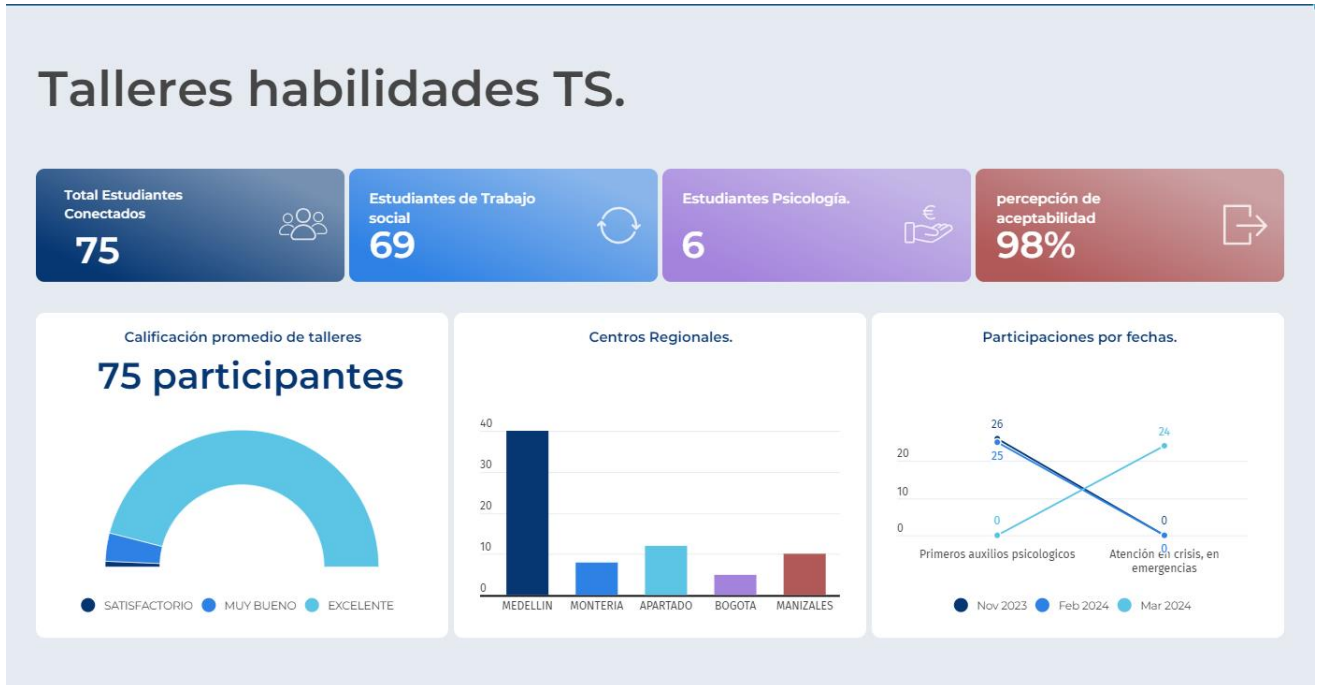 Talleres habilidades TS.
Total Estudiantes
Conectados
75
Estudiantes de Trabajo
social
69
Estudiantes Psicología.
€
6
percepción de
aceptabilidad
98%
Calificación promedio de talleres
75 participantes
SATISFACTORIO MUY BUENO EXCELENTE
Centros Regionales.
40
30
20
10
0
MEDELLIN MONTERIA APARTADO BOGOTA MANIZALES
Participaciones por fechas.
26
24
25
20
10
0
0
0
0
Primeros auxilios psicologicos
Atención en crisis, en
emergencias
Nov 2023 Feb 2024 Mar 2024